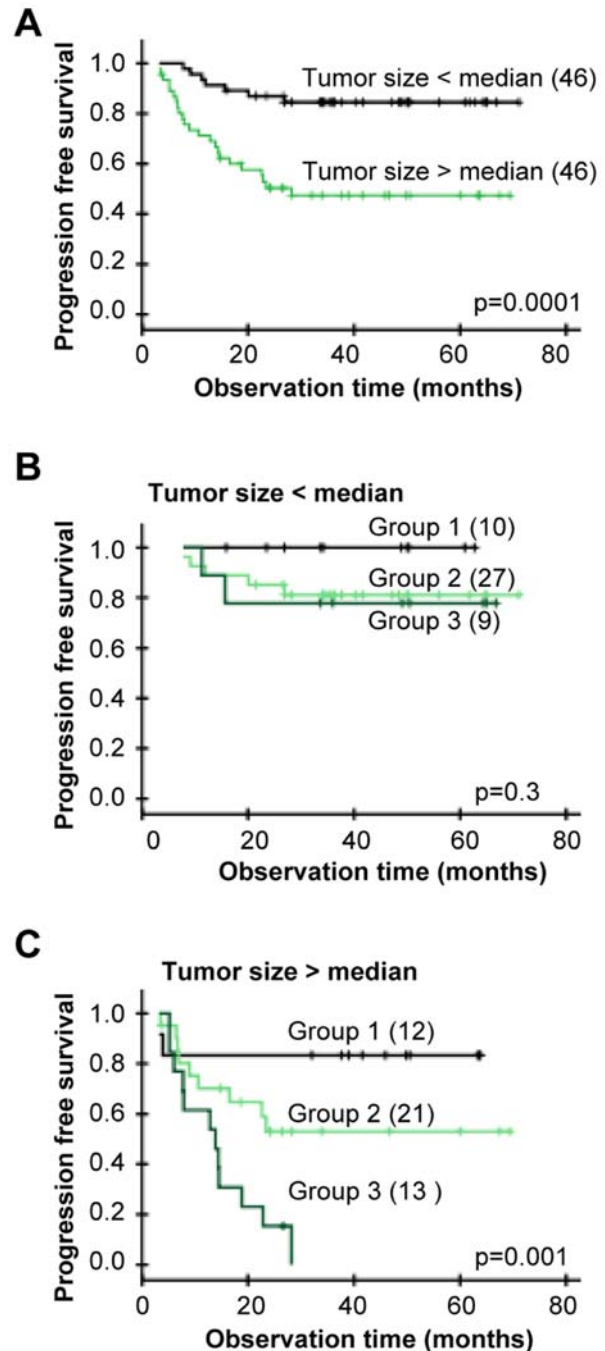 A
Progression free survival
1.0
0.8
0.6
0.4
0.2
0.0
Tumor size < median (46)
Tumor size > median (46)
p=0.0001
0 20 40 60 80
Observation time (months)
B
Tumor size < median
Progression free survival
1.0
0.8
0.6
0.4
0.2
0.0
Group 1 (10)
Group 2 (27)
Group 3 (9)
p=0.3
0 20 40 60 80
Observation time (months)
C
Tumor size > median
Progression free survival
1.0
0.8
0.6
0.4
0.2
0.0
Group 1 (12)
Group 2 (21)
Group 3 (13 )
p=0.001
0 20 40 60 80
Observation time (months)